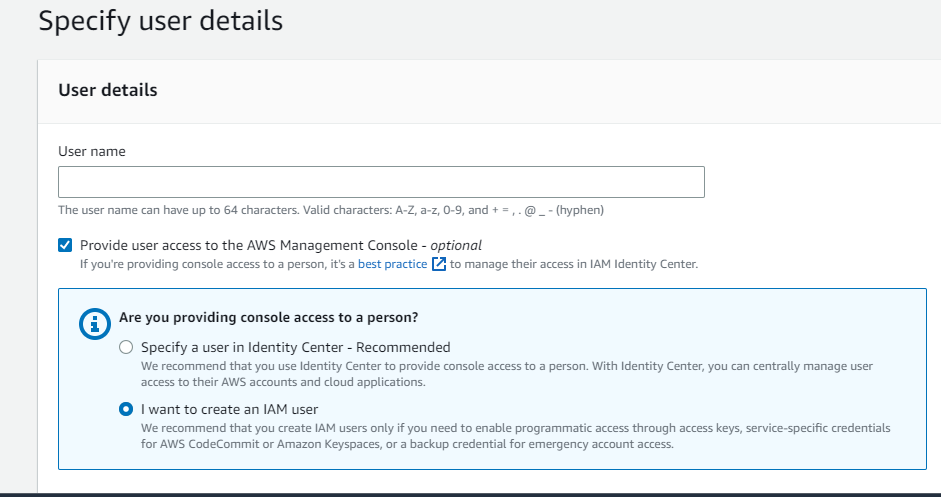 Specify user details
User details
User name
The user name can have up to 64 characters. Valid characters: A-Z, a-z, 0-9, and + = , . @ _ - (hyphen)
Provide user access to the AWS Management Console - optional
If you're providing console access to a person, it's a best practice to manage their access in IAM Identity Center.
Are you providing console access to a person?
Specify a user in Identity Center - Recommended
We recommend that you use Identity Center to provide console access to a person. With Identity Center, you can centrally manage user
access to their AWS accounts and cloud applications.
I want to create an IAM user
We recommend that you create IAM users only if you need to enable programmatic access through access keys, service-specific credentials
for AWS CodeCommit or Amazon Keyspaces, or a backup credential for emergency account access.